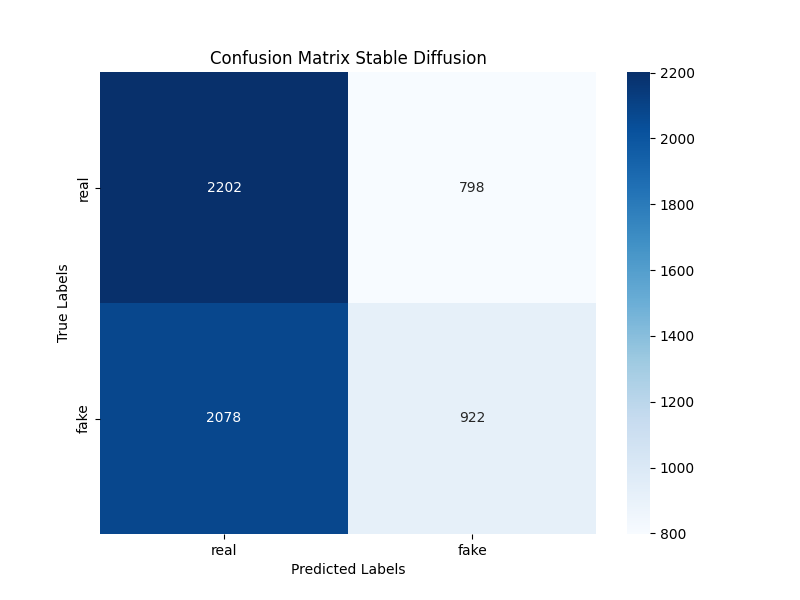 Confusion Matrix Stable Diffusion
True Labels
real
fake
2202
798
2078
922
real
fake
Predicted Labels
2200
2000
1800
1600
1400
1200
1000
800